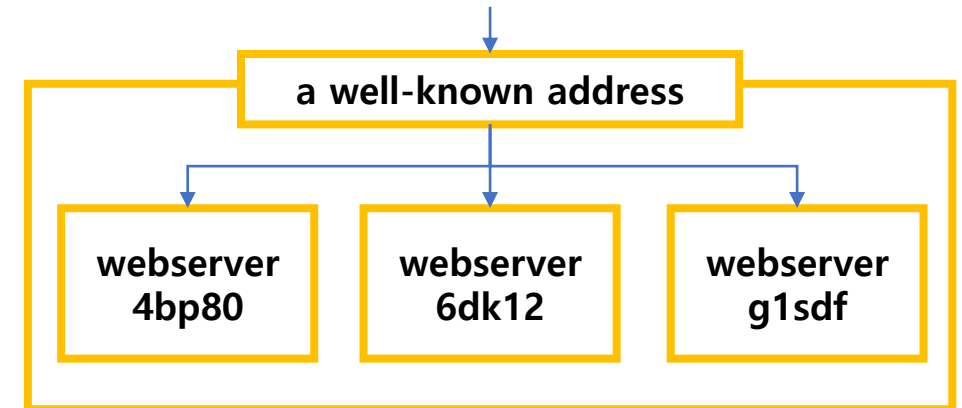 a well-known address
webserver
4bp80
webserver
6dk12
webserver
g1sdf